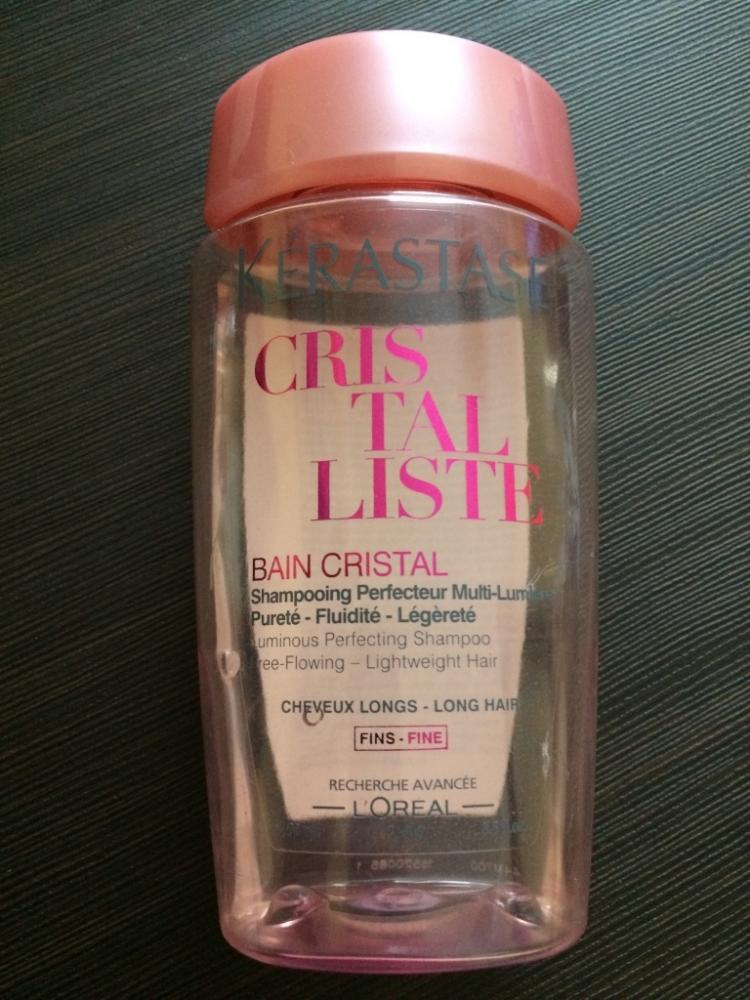 KÉRASTASE
CRIS
TAL
LISTE
BAIN CRISTAL
Shampooing Perfecteur Multi-Lumière
Pureté - Fluidité - Légèreté
Luminous Perfecting Shampoo
Free-Flowing – Lightweight Hair
CHEVEUX LONGS - LONG HAIR
FINS - FINE
RECHERCHE AVANCÉE
L'ORÉAL